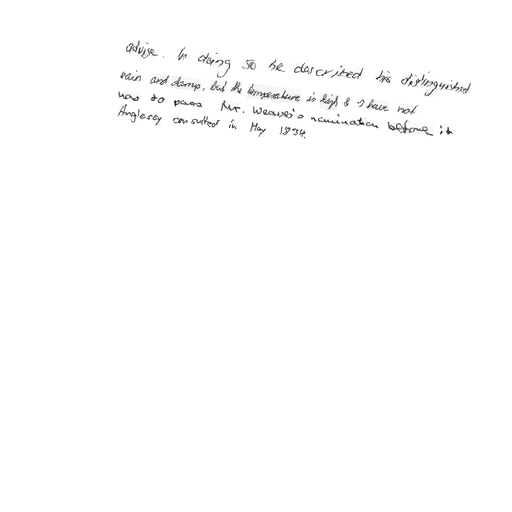 advise. In doing so he described his distinguished
rain and damp, but the temperature is high & I have not
was to pass Mr. Weaver's nomination before it
Anglesey consulted in May 1834.